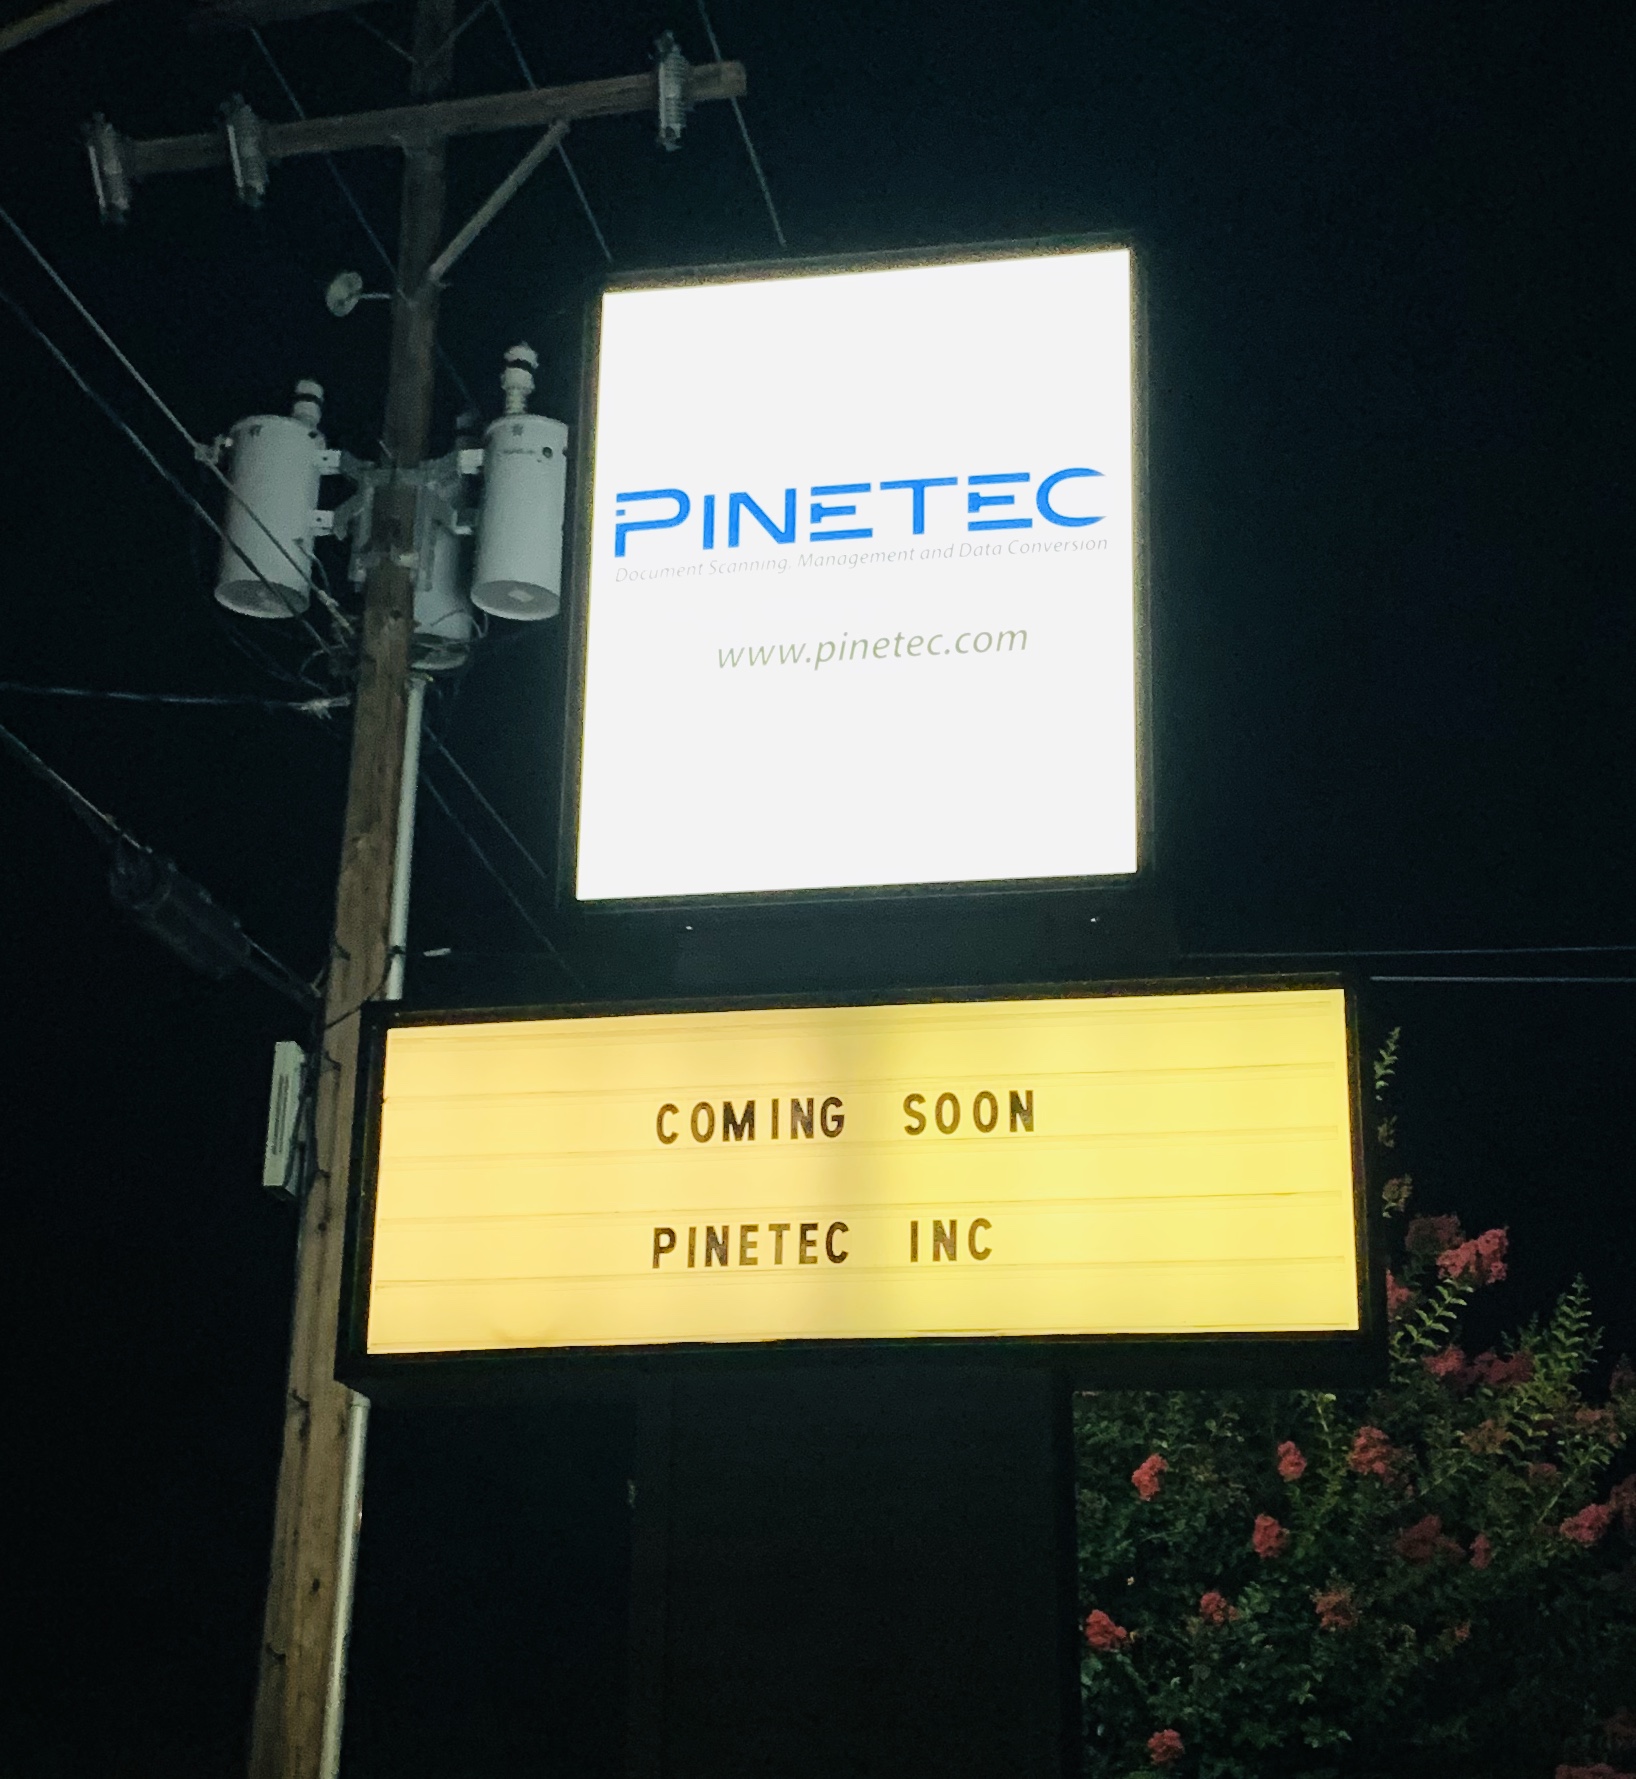 PINETEC
Document Scanning, Management and Data Conversion
www.pinetec.com
COMING SOON
PINETEC INC